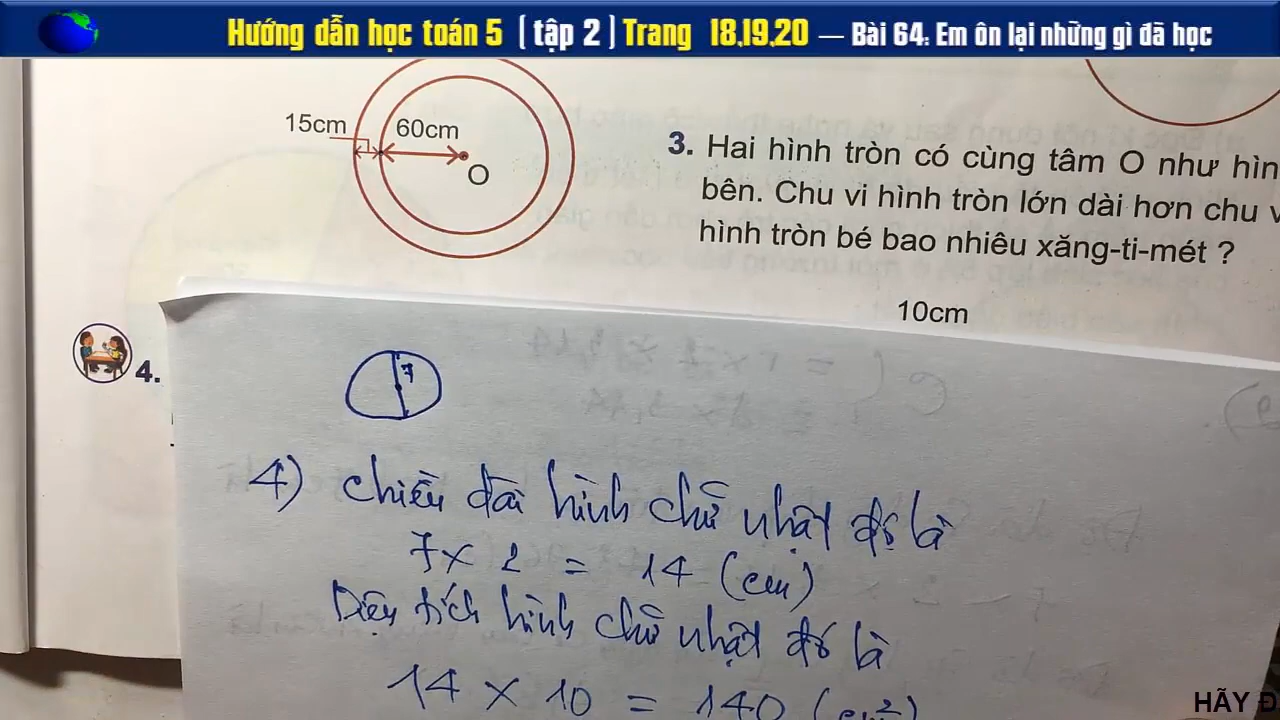 Hướng dẫn học toán 5 ( tập 2 ) Trang 18,19,20 — Bài 64: Em ôn lại những gì đã học
15cm
60cm
O
3. Hai hình tròn có cùng tâm O như hìn
bên. Chu vi hình tròn lớn dài hơn chu v
hình tròn bé bao nhiêu xăng-ti-mét ?
10cm
4.
7
4) Chiều dài hình chữ nhật đó là
7 x 2 = 14 (cm)
Diện tích hình chữ nhật đó là
14 x 10 = 140 (cm²)
HÃY Đ